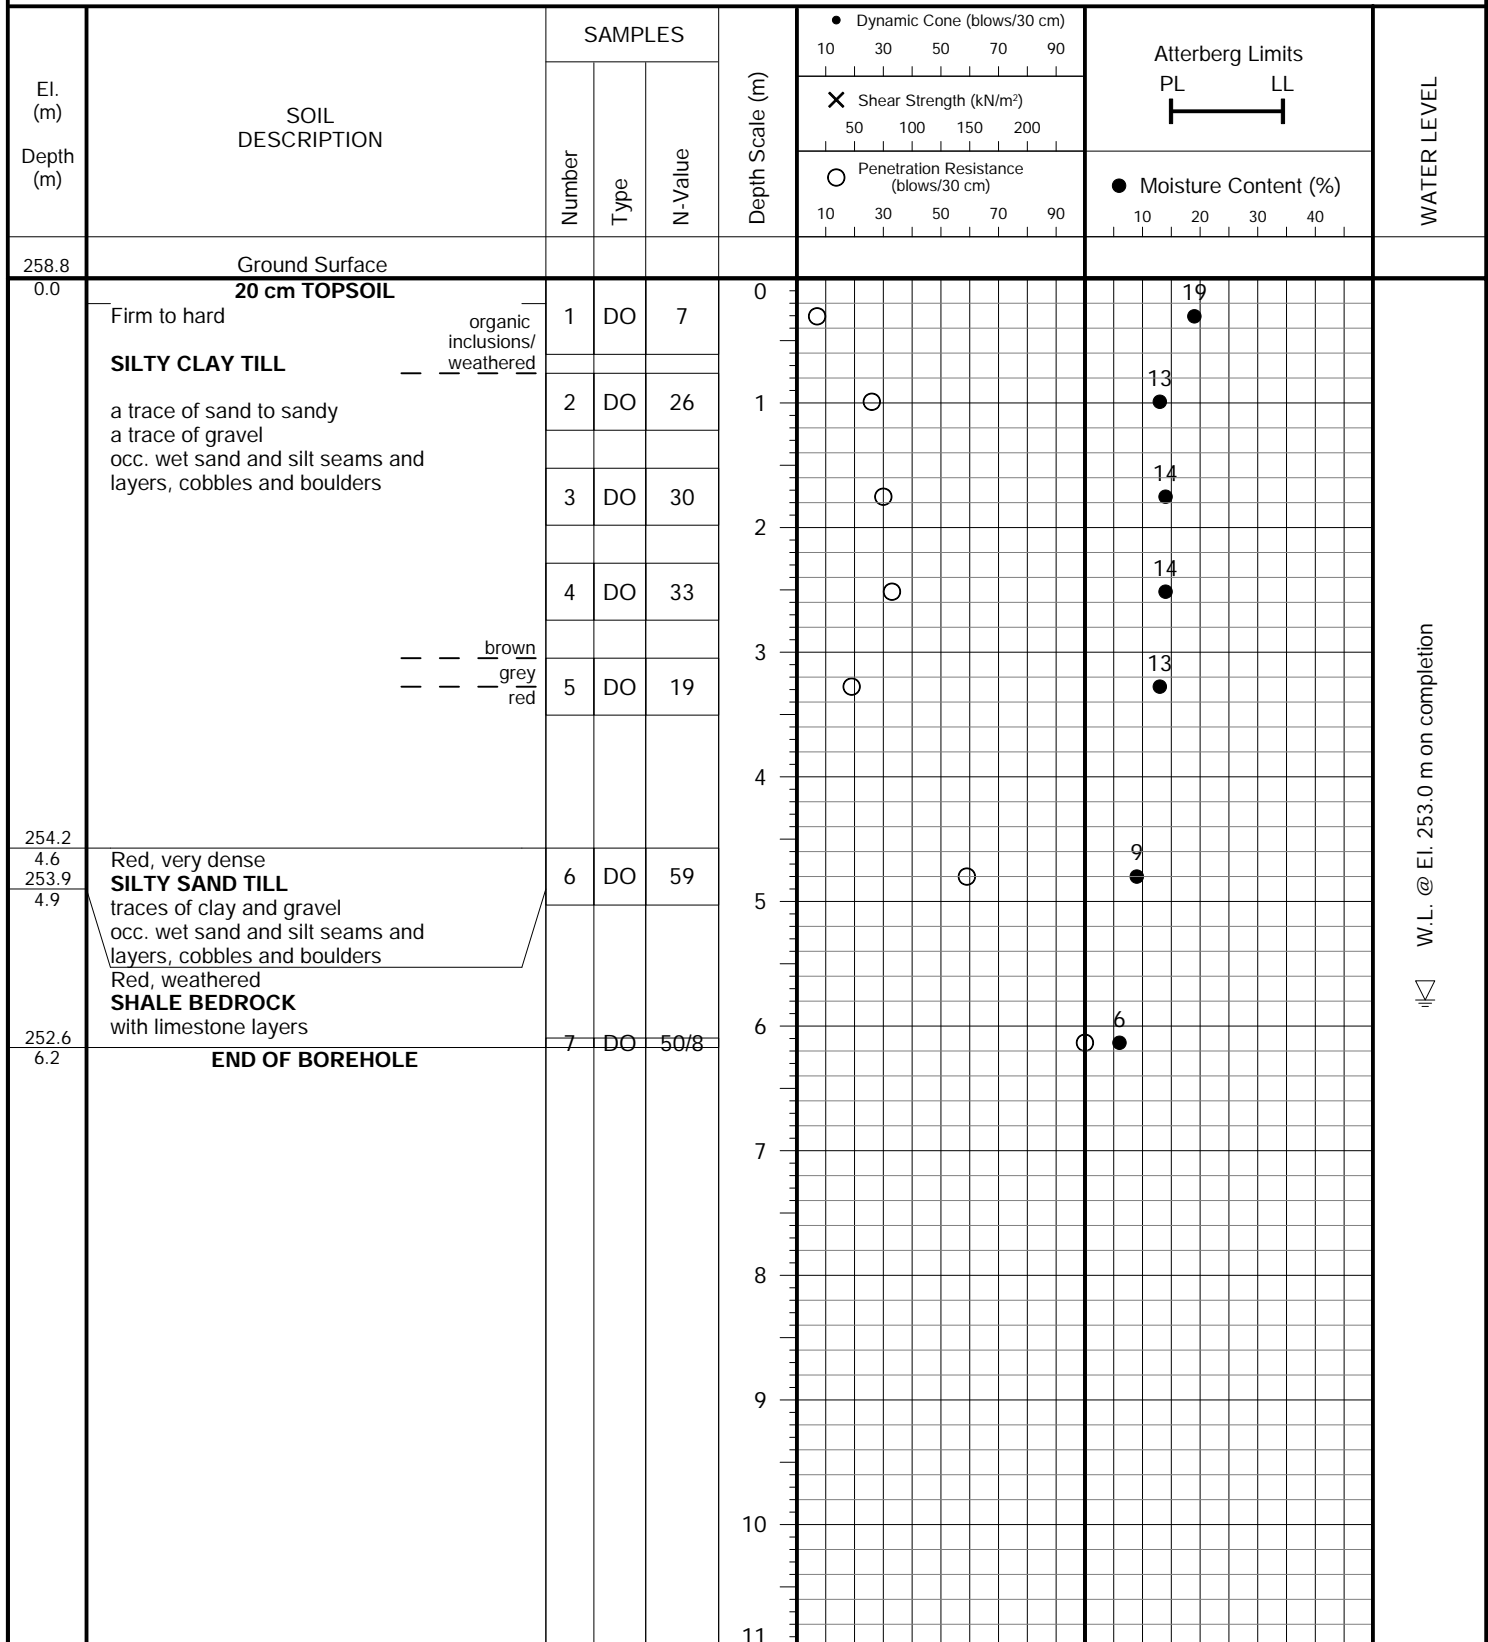 El.
(m)
Depth
(m)
SOIL
DESCRIPTION
SAMPLES
Number
Type
N-Value
Depth Scale (m)
Dynamic Cone (blows/30 cm)
10 30 50 70 90
Shear Strength (kN/m²)
50 100 150 200
Penetration Resistance
(blows/30 cm)
10 30 50 70 90
Atterberg Limits
PL LL
Moisture Content (%)
10 20 30 40
WATER LEVEL
258.8 Ground Surface
0.0 20 cm TOPSOIL 0
Firm to hard
organic
inclusions/
weathered
1 DO 7 19
SILTY CLAY TILL
a trace of sand to sandy
a trace of gravel
occ. wet sand and silt seams and
layers, cobbles and boulders
2 DO 26 1 13
3 DO 30 14
2
4 DO 33 14
brown
grey
red
3
5 DO 19 13
4
254.2
4.6 Red, very dense
253.9 SILTY SAND TILL
4.9 traces of clay and gravel
occ. wet sand and silt seams and
layers, cobbles and boulders
6 DO 59 9
5
Red, weathered
SHALE BEDROCK
with limestone layers
252.6 7 DO 50/8 6 6
6.2 END OF BOREHOLE
7
8
9
10
11
W.L. @ El. 253.0 m on completion